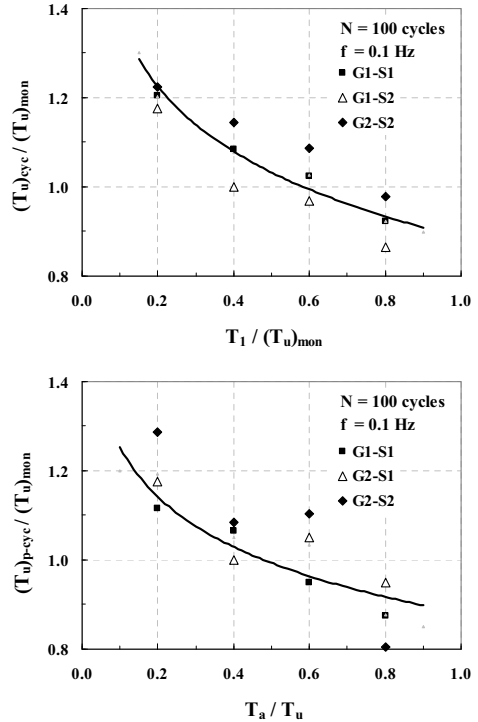 1.4
N = 100 cycles
f = 0.1 Hz
G1-S1
G1-S2
G2-S2
1.2
1.0
0.8
(Tu)cyc / (Tu)mon
0.0 0.2 0.4 0.6 0.8 1.0
T1 / (Tu)mon
1.4
N = 100 cycles
f = 0.1 Hz
G1-S1
G2-S1
G2-S2
1.2
1.0
0.8
(Tu)p-cyc / (Tu)mon
0.0 0.2 0.4 0.6 0.8 1.0
Ta / Tu